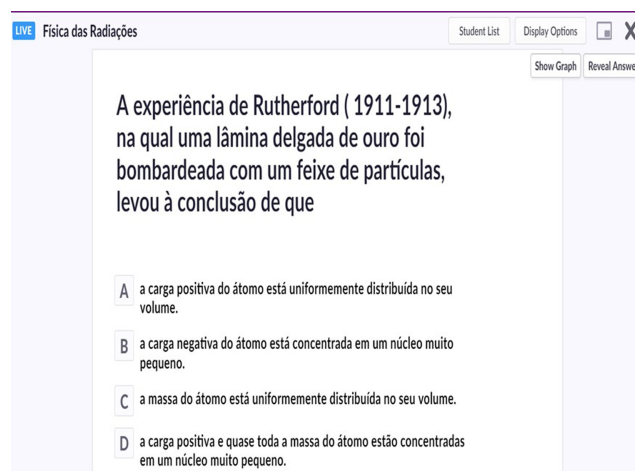 LIVE Física das Radiações Student List Display Options X
Show Graph Reveal Answe
A experiência de Rutherford ( 1911-1913),
na qual uma lâmina delgada de ouro foi
bombardeada com um feixe de partículas,
levou à conclusão de que
A a carga positiva do átomo está uniformemente distribuída no seu
volume.
B a carga negativa do átomo está concentrada em um núcleo muito
pequeno.
C a massa do átomo está uniformemente distribuída no seu volume.
D a carga positiva e quase toda a massa do átomo estão concentradas
em um núcleo muito pequeno.